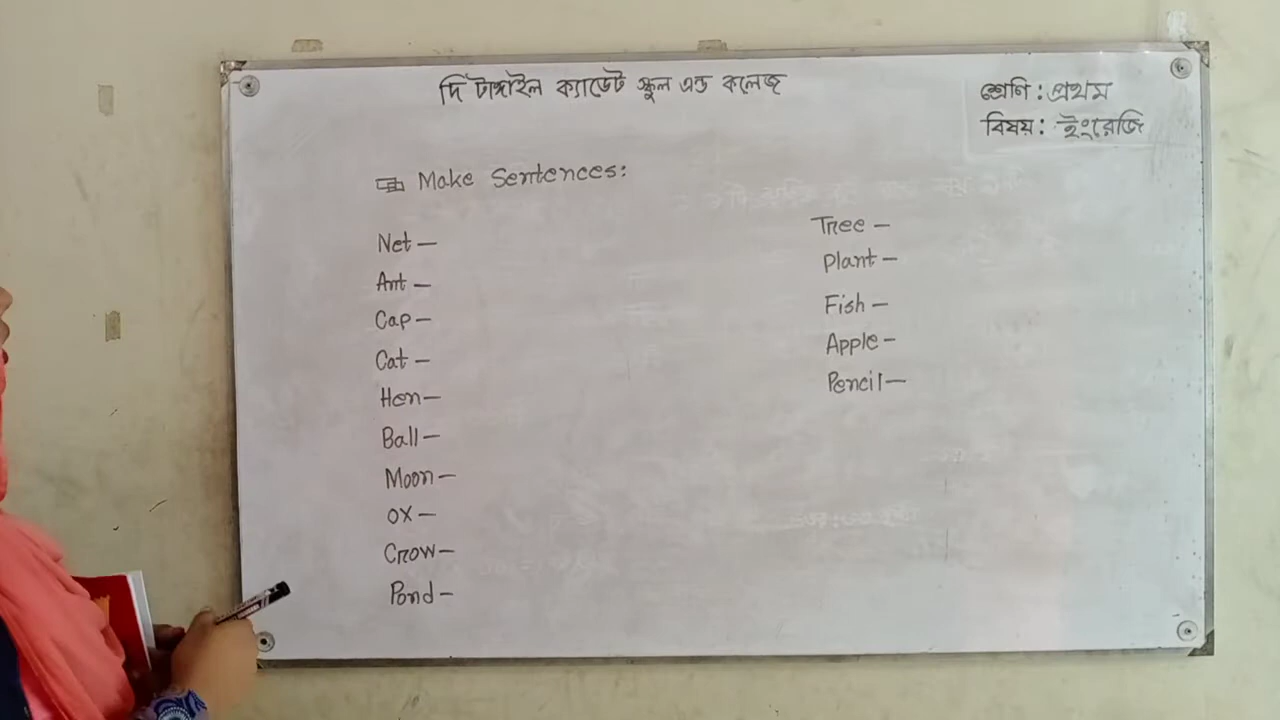 দি টাঙ্গাইল ক্যাডেট স্কুল এন্ড কলেজ
শ্রেণি : প্রথম
বিষয় : ইংরেজি
Make Sentences:
Net —
Ant —
Cap —
Cat —
Hen —
Ball —
Moon —
OX —
Crow —
Pond —
Tree —
Plant —
Fish —
Apple —
Pencil —